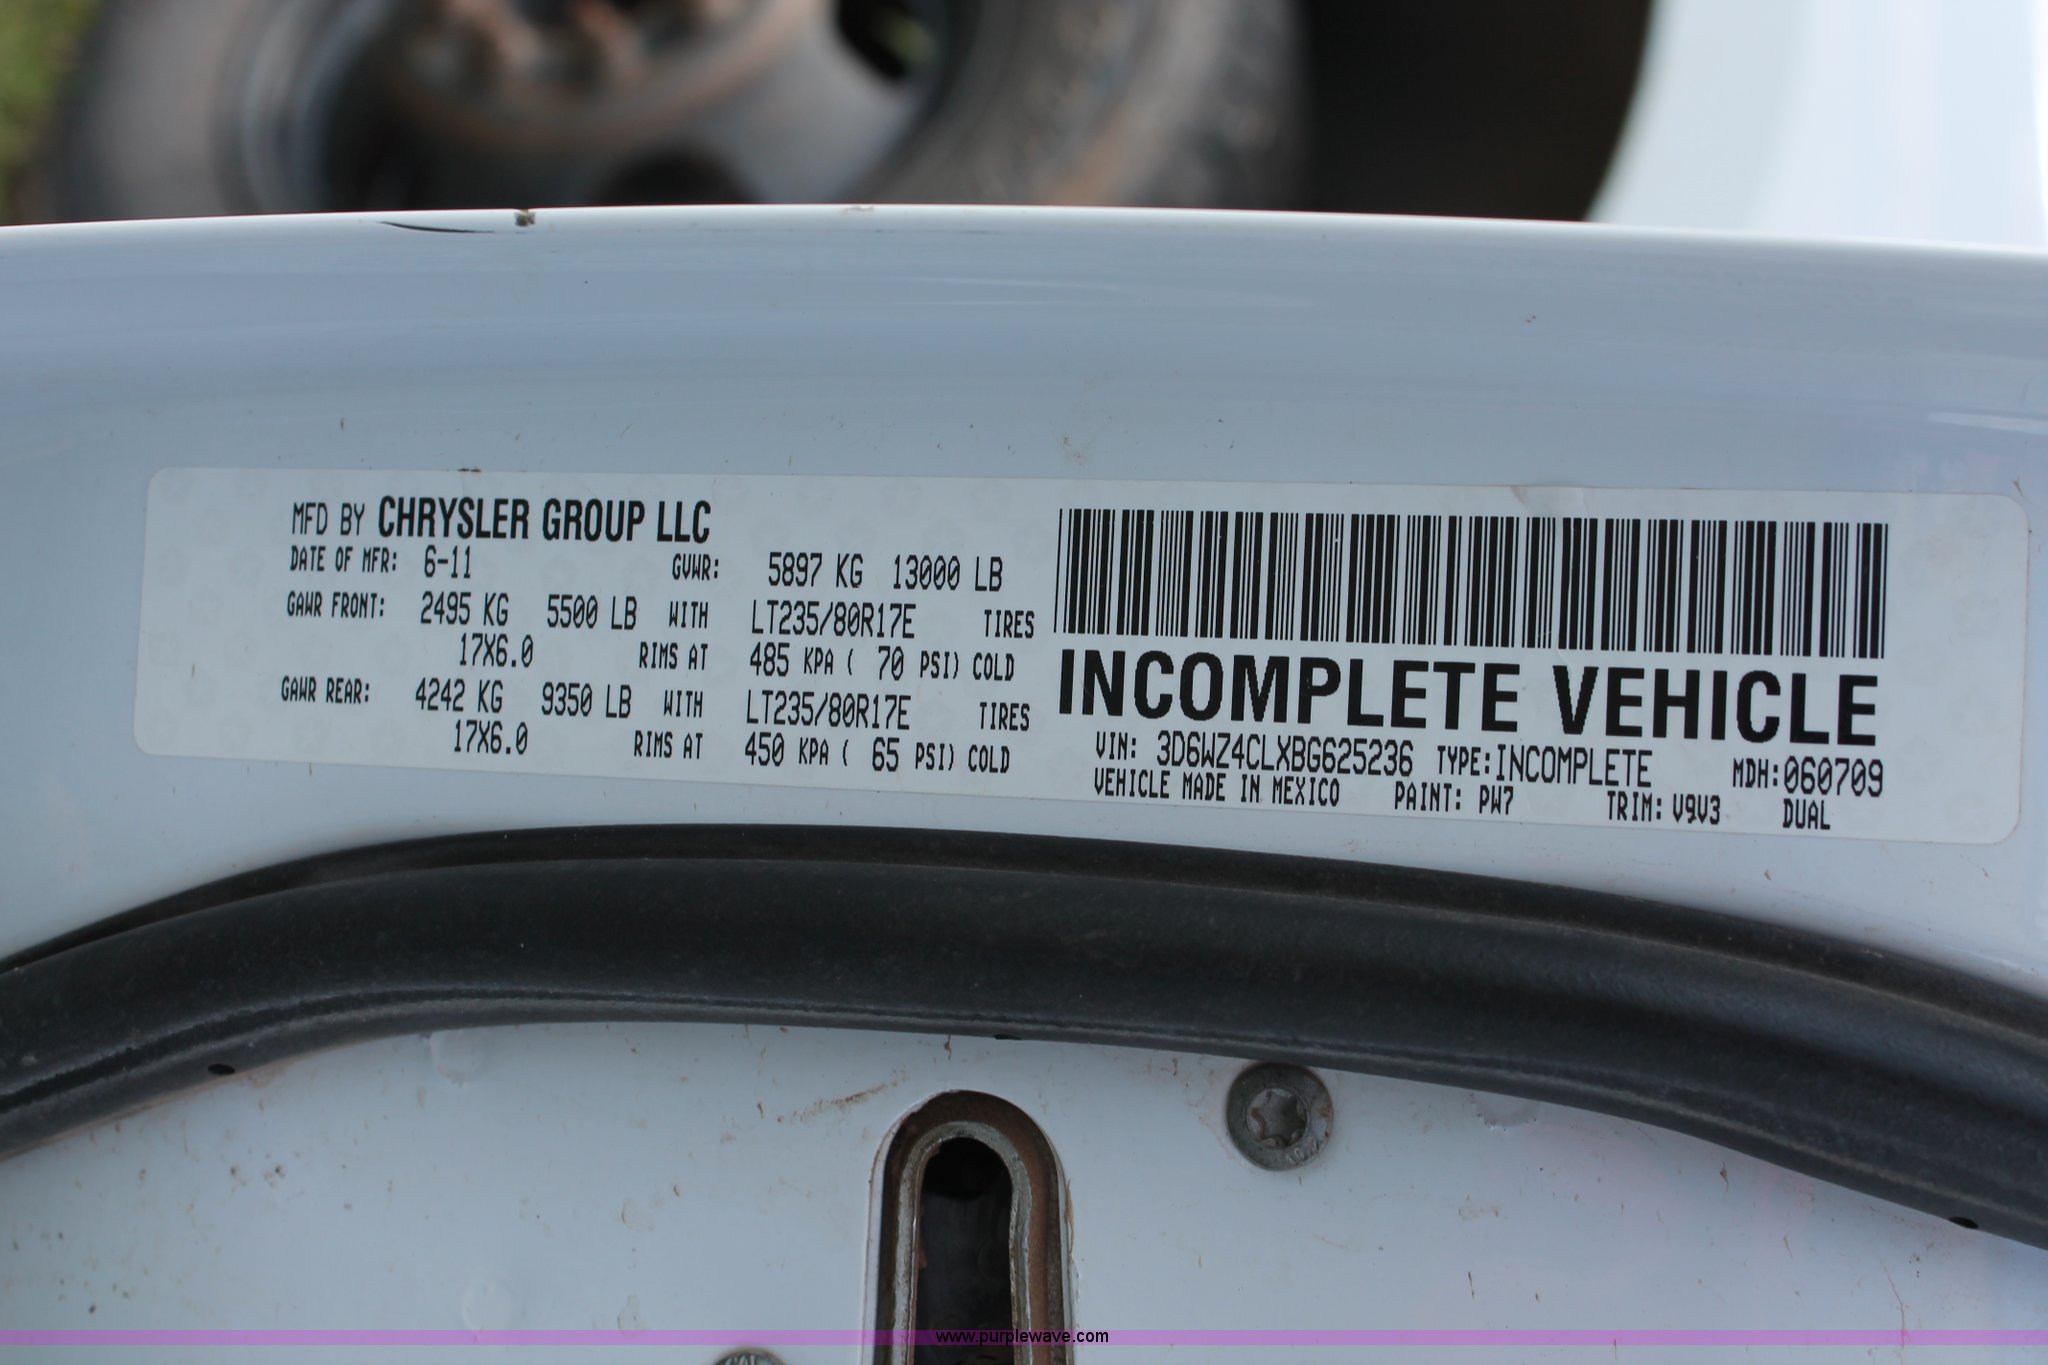 MFD BY CHRYSLER GROUP LLC
DATE OF MFR: 6-11 GVWR: 5897 KG 13000 LB
GAWR FRONT: 2495 KG 5500 LB WITH LT235/80R17E TIRES
17X6.0 RIMS AT 485 KPA ( 70 PSI) COLD
GAWR REAR: 4242 KG 9350 LB WITH LT235/80R17E TIRES
17X6.0 RIMS AT 450 KPA ( 65 PSI) COLD
INCOMPLETE VEHICLE
VIN: 3D6WZ4CLXBG625236 TYPE: INCOMPLETE MDH: 060709
VEHICLE MADE IN MEXICO PAINT: PW7 TRIM: V9V3 DUAL
www.purplewave.com